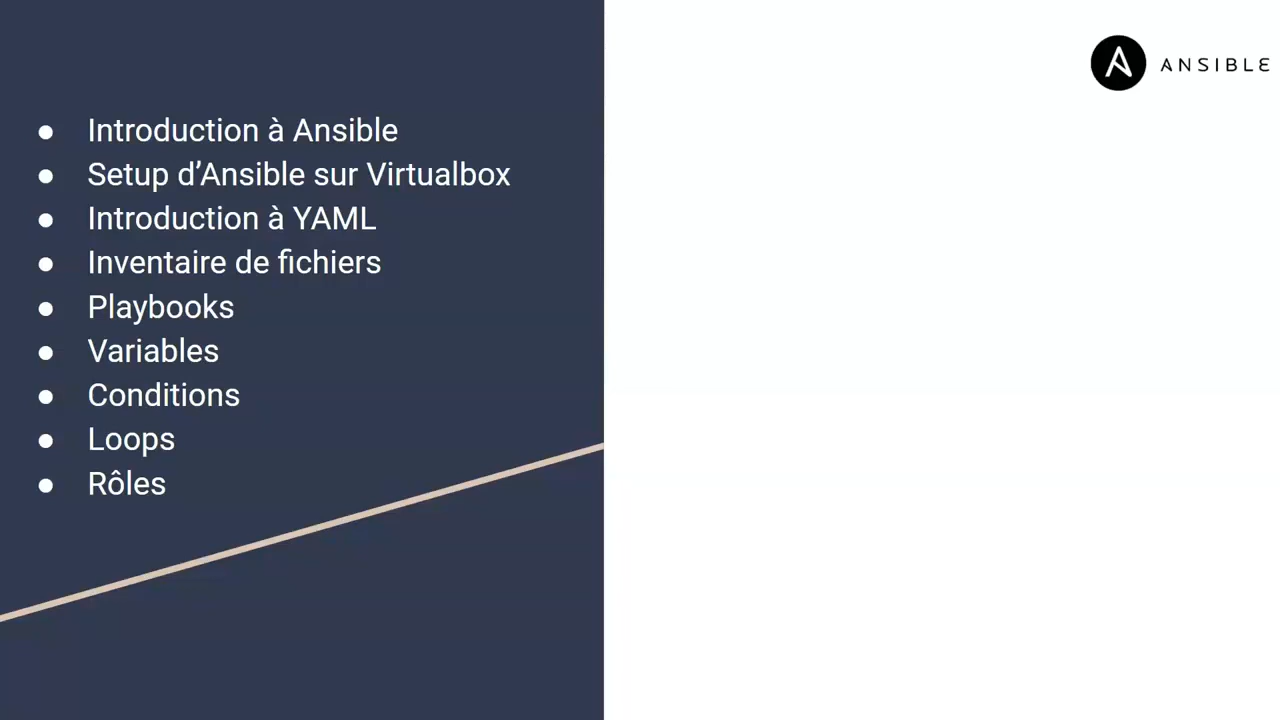 ANSIBLE
● Introduction à Ansible
● Setup d’Ansible sur Virtualbox
● Introduction à YAML
● Inventaire de fichiers
● Playbooks
● Variables
● Conditions
● Loops
● Rôles